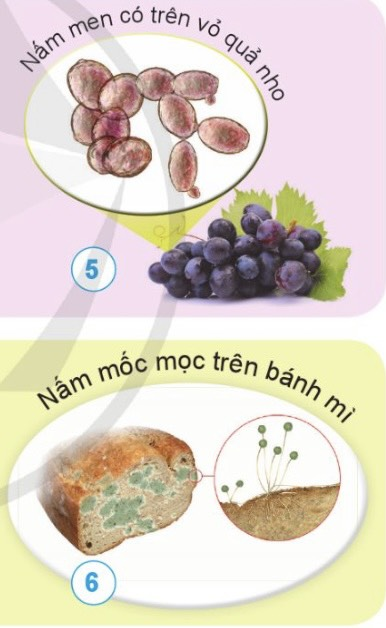 Nấm men có trên vỏ quả nho
5
Nấm mốc mọc trên bánh mì
6